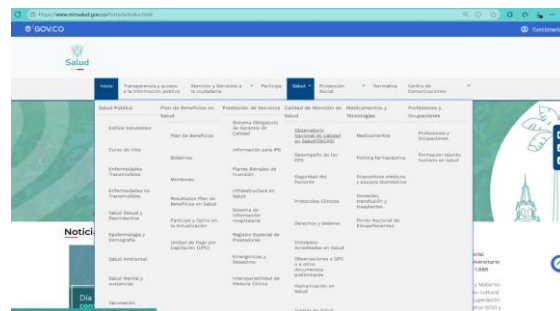 https://www.minsalud.gov.co/Portada/index.html
GOV.CO
Funcionario
Salud
Inicio
Transparencia y acceso
a la información pública
Atención y Servicios a
la ciudadanía
Participa
Salud
Protección
Social
Normativa
Centro de
Comunicaciones
Salud Pública
Estilos Saludables
Curso de Vida
Enfermedades
Transmisibles
Enfermedades no
Transmisibles
Salud Sexual y
Reproductiva
Epidemiología y
Demografía
Salud Ambiental
Salud Mental y
sustancias
Vacunación
Plan de Beneficios en
Salud
Plan de Beneficios
Boletines
Monitoreo
Resultados Plan de
Beneficios en Salud
Participa y Opina en
la Actualización
Unidad de Pago por
Capitación (UPC)
Prestación de Servicios
Sistema Obligatorio
de Garantía de
Calidad
Información para IPS
Planes Bienales de
Inversión
Infraestructura en
Salud
Sistema de
Información
Hospitalaria
Registro Especial de
Prestadores
Emergencias y
Desastres
Interoperabilidad de
Historia Clínica
Calidad de Atención en
Salud
Observatorio
Nacional de Calidad
en Salud(ONCAS)
Desempeño de las
EPS
Seguridad del
Paciente
Protocolos Clínicos
Derechos y Deberes
Entidades
Acreditadas en Salud
Observaciones a GPC
o a otros
documentos
preliminares
Humanización en
Salud
Medicamentos y
Tecnologías
Medicamentos
Política farmacéutica
Dispositivos médicos
y equipos biomédicos
Donación,
transfusión y
trasplantes
Fondo Nacional de
Estupefacientes
Profesiones y
Ocupaciones
Profesiones y
Ocupaciones
Formación talento
humano en salud
Notici
Día